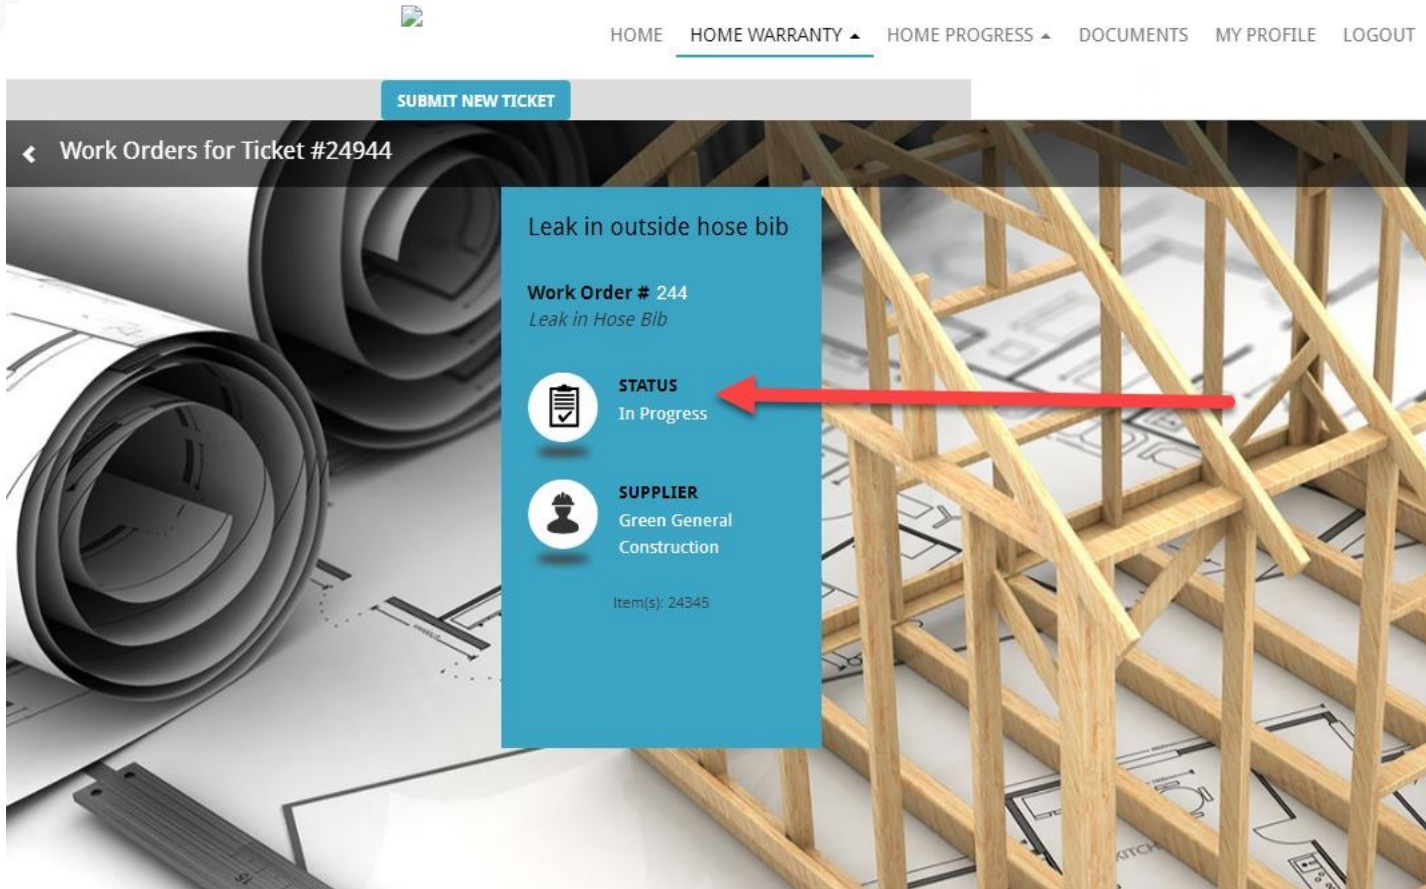 HOME HOME WARRANTY HOME PROGRESS DOCUMENTS MY PROFILE LOGOUT
SUBMIT NEW TICKET
Work Orders for Ticket #24944
Leak in outside hose bib
Work Order # 244
Leak in Hose Bib
STATUS
In Progress
SUPPLIER
Green General
Construction
Item(s): 24345